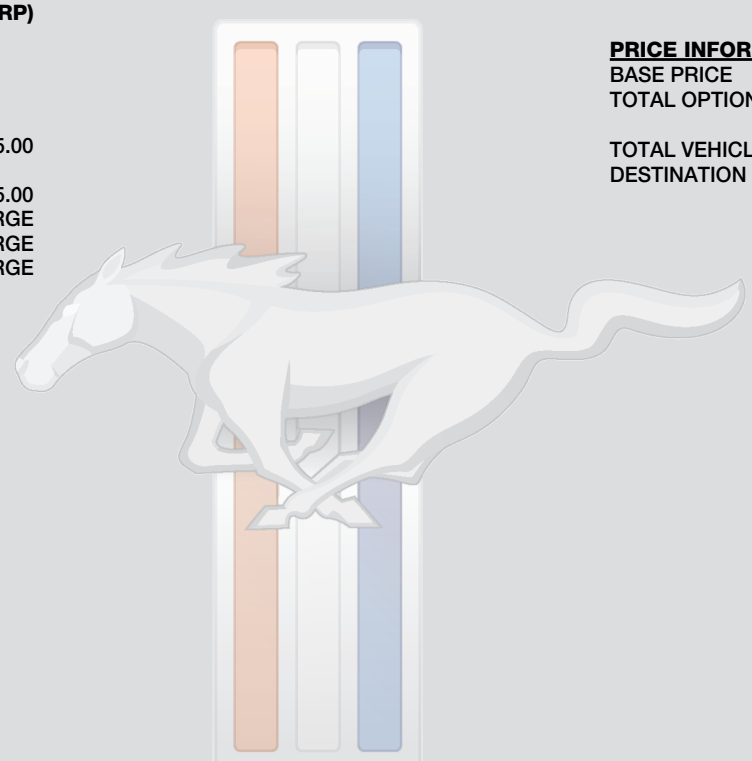 RP)
5.00
5.00
RGE
RGE
RGE
PRICE INFOR
BASE PRICE
TOTAL OPTION
TOTAL VEHICL
DESTINATION